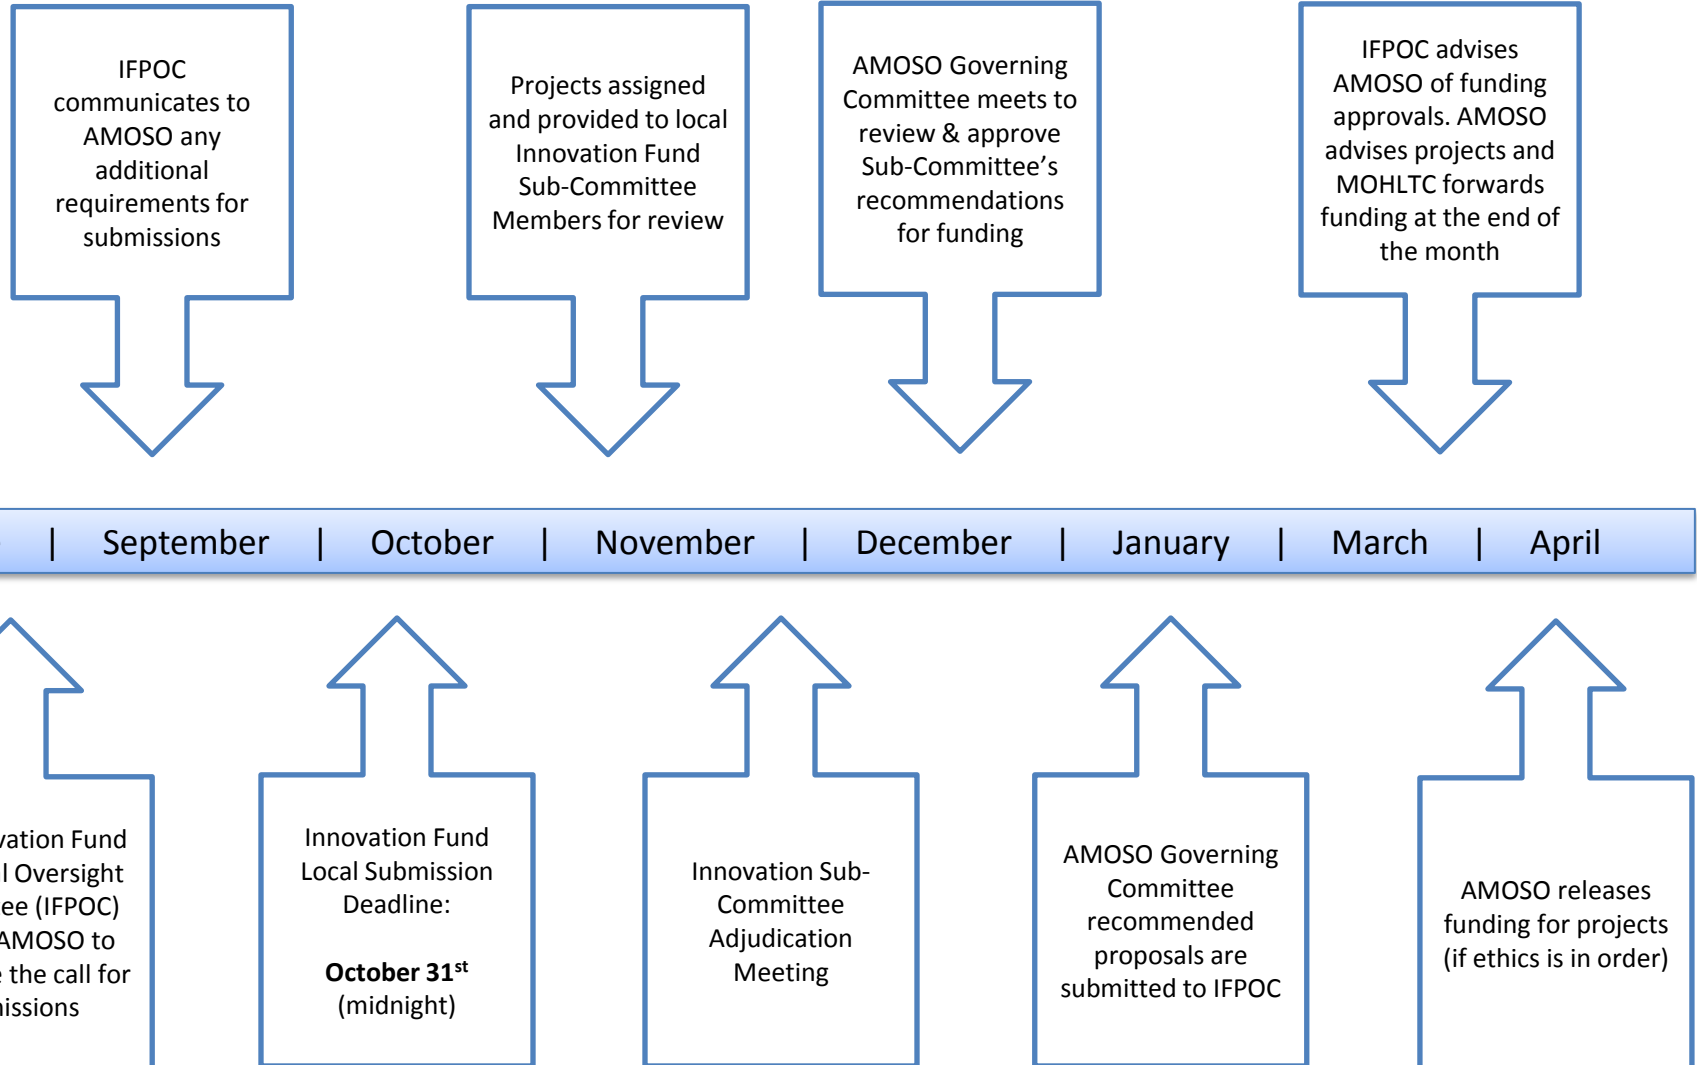 IFPOC
communicates to
AMOSO any
additional
requirements for
submissions
Projects assigned
and provided to local
Innovation Fund
Sub-Committee
Members for review
AMOSO Governing
Committee meets to
review & approve
Sub-Committee's
recommendations
for funding
IFPOC advises
AMOSO of funding
approvals. AMOSO
advises projects and
MOHLTC forwards
funding at the end of
the month
| September | October | November | December | January | March | April
Fund
Oversight
(IFPOC)
AMOSO to
the call for
Innovation Fund
Local Submission
Deadline:
October 31st
(midnight)
Innovation Sub-
Committee
Adjudication
Meeting
AMOSO Governing
Committee
recommended
proposals are
submitted to IFPOC
AMOSO releases
funding for projects
(if ethics is in order)